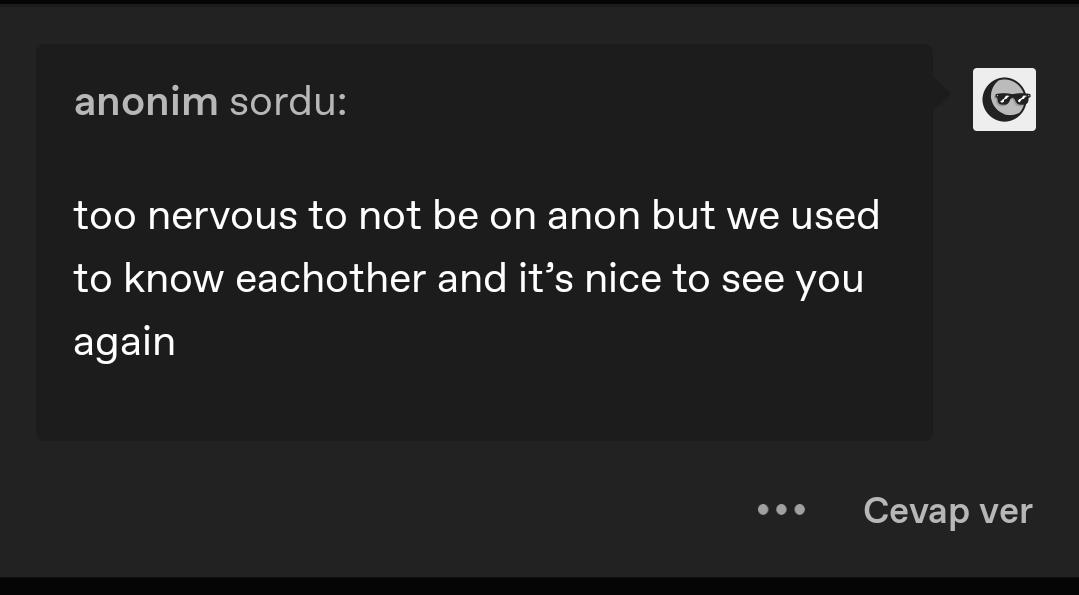 anonim sordu:
too nervous to not be on anon but we used
to know eachother and it’s nice to see you
again
Cevap ver